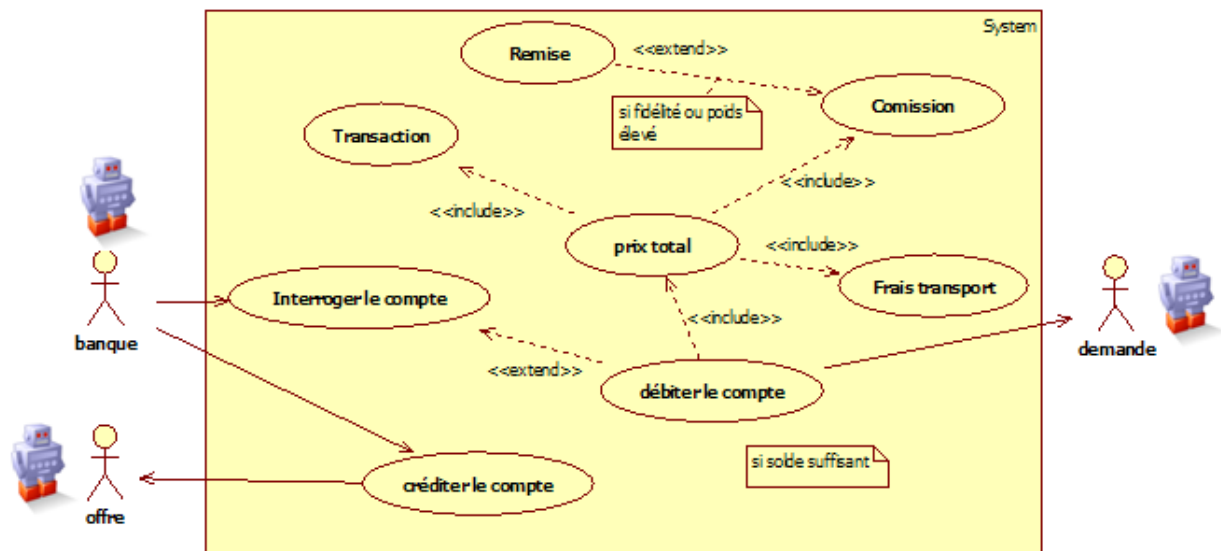 System
Remise
<<extend>>
si fidélité ou poids
élevé
Comission
Transaction
<<include>>
<<include>>
prix total
<<include>>
Interroger le compte
Frais transport
banque
<<include>>
demande
<<extend>>
débiter le compte
si solde suffisant
créditer le compte
offre